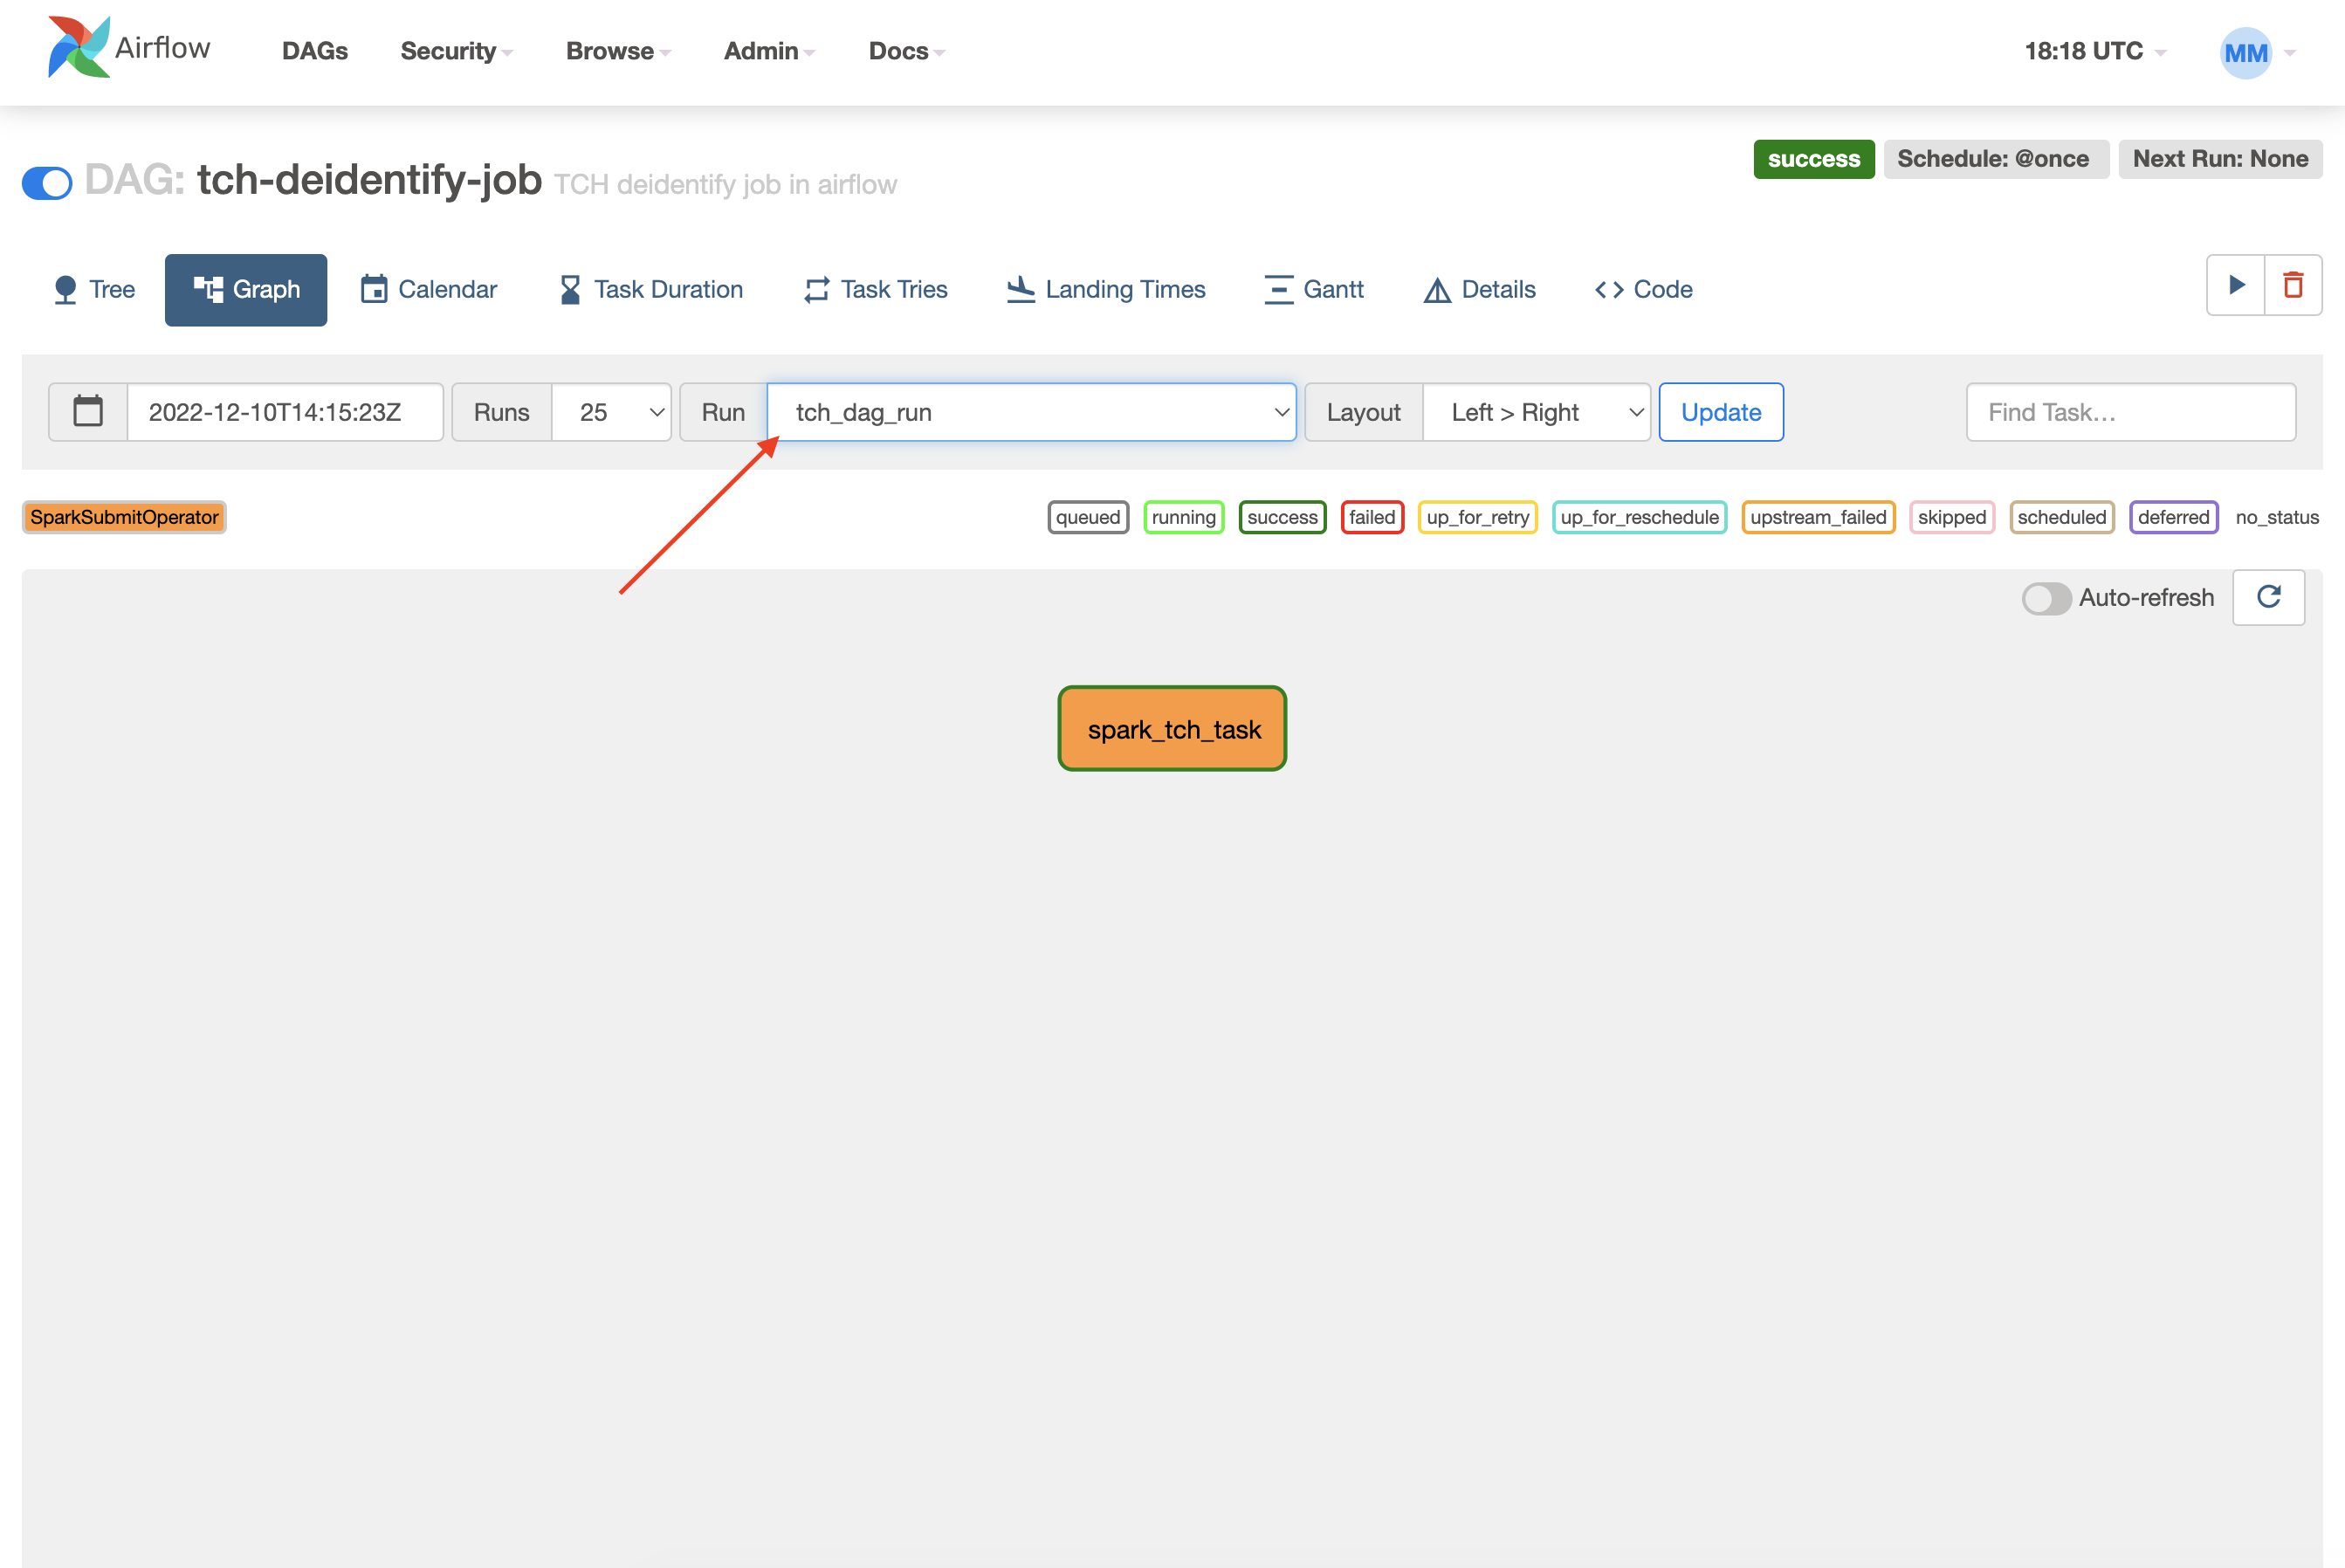 Airflow DAGs Security Browse Admin Docs 18:18 UTC MM
success Schedule: @once Next Run: None
DAG: tch-deidentify-job TCH deidentify job in airflow
Tree Graph Calendar Task Duration Task Tries Landing Times Gantt Details Code
2022-12-10T14:15:23Z Runs 25 Run tch_dag_run Layout Left > Right Update Find Task…
SparkSubmitOperator queued running success failed up_for_retry up_for_reschedule upstream_failed skipped scheduled deferred no_status
Auto-refresh
spark_tch_task